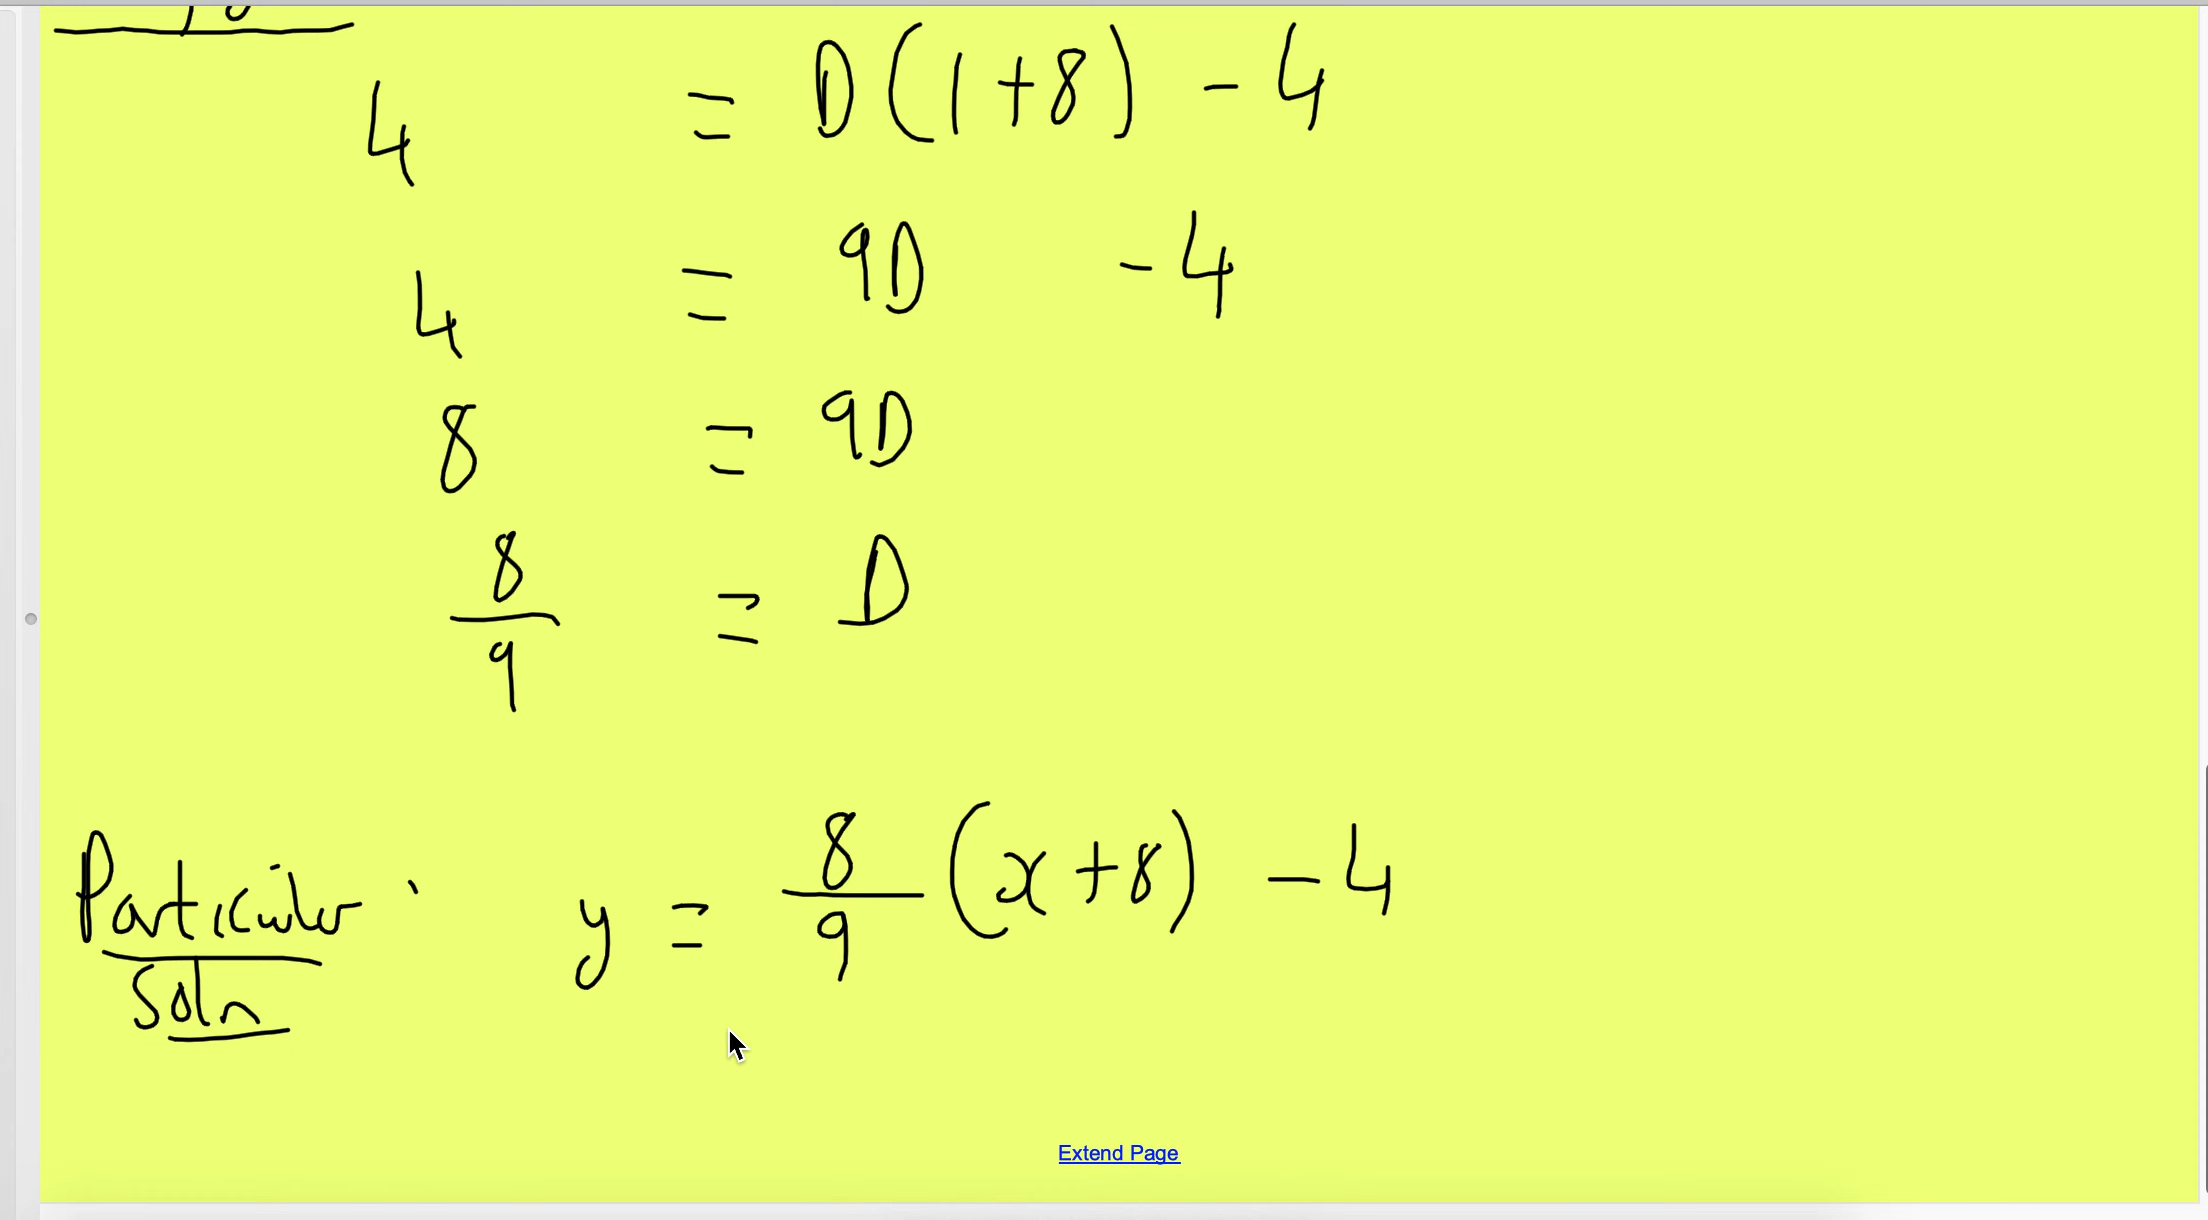 4 = D(1+8) - 4
4 = 9D - 4
8 = 9D
8/9 = D
Particular Soln : y = 8/9 (x+8) - 4
Extend Page